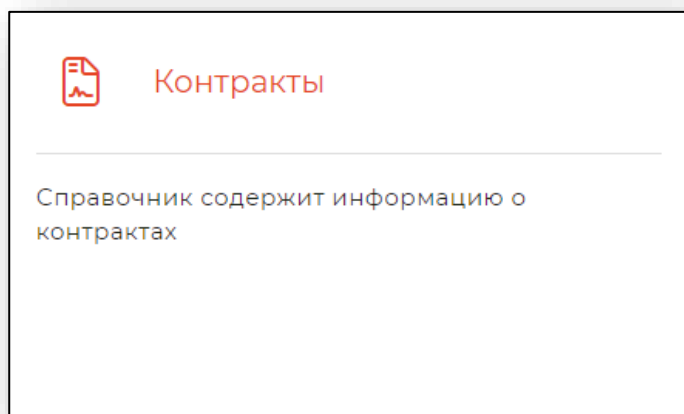 Контракты
Справочник содержит информацию о
контрактах